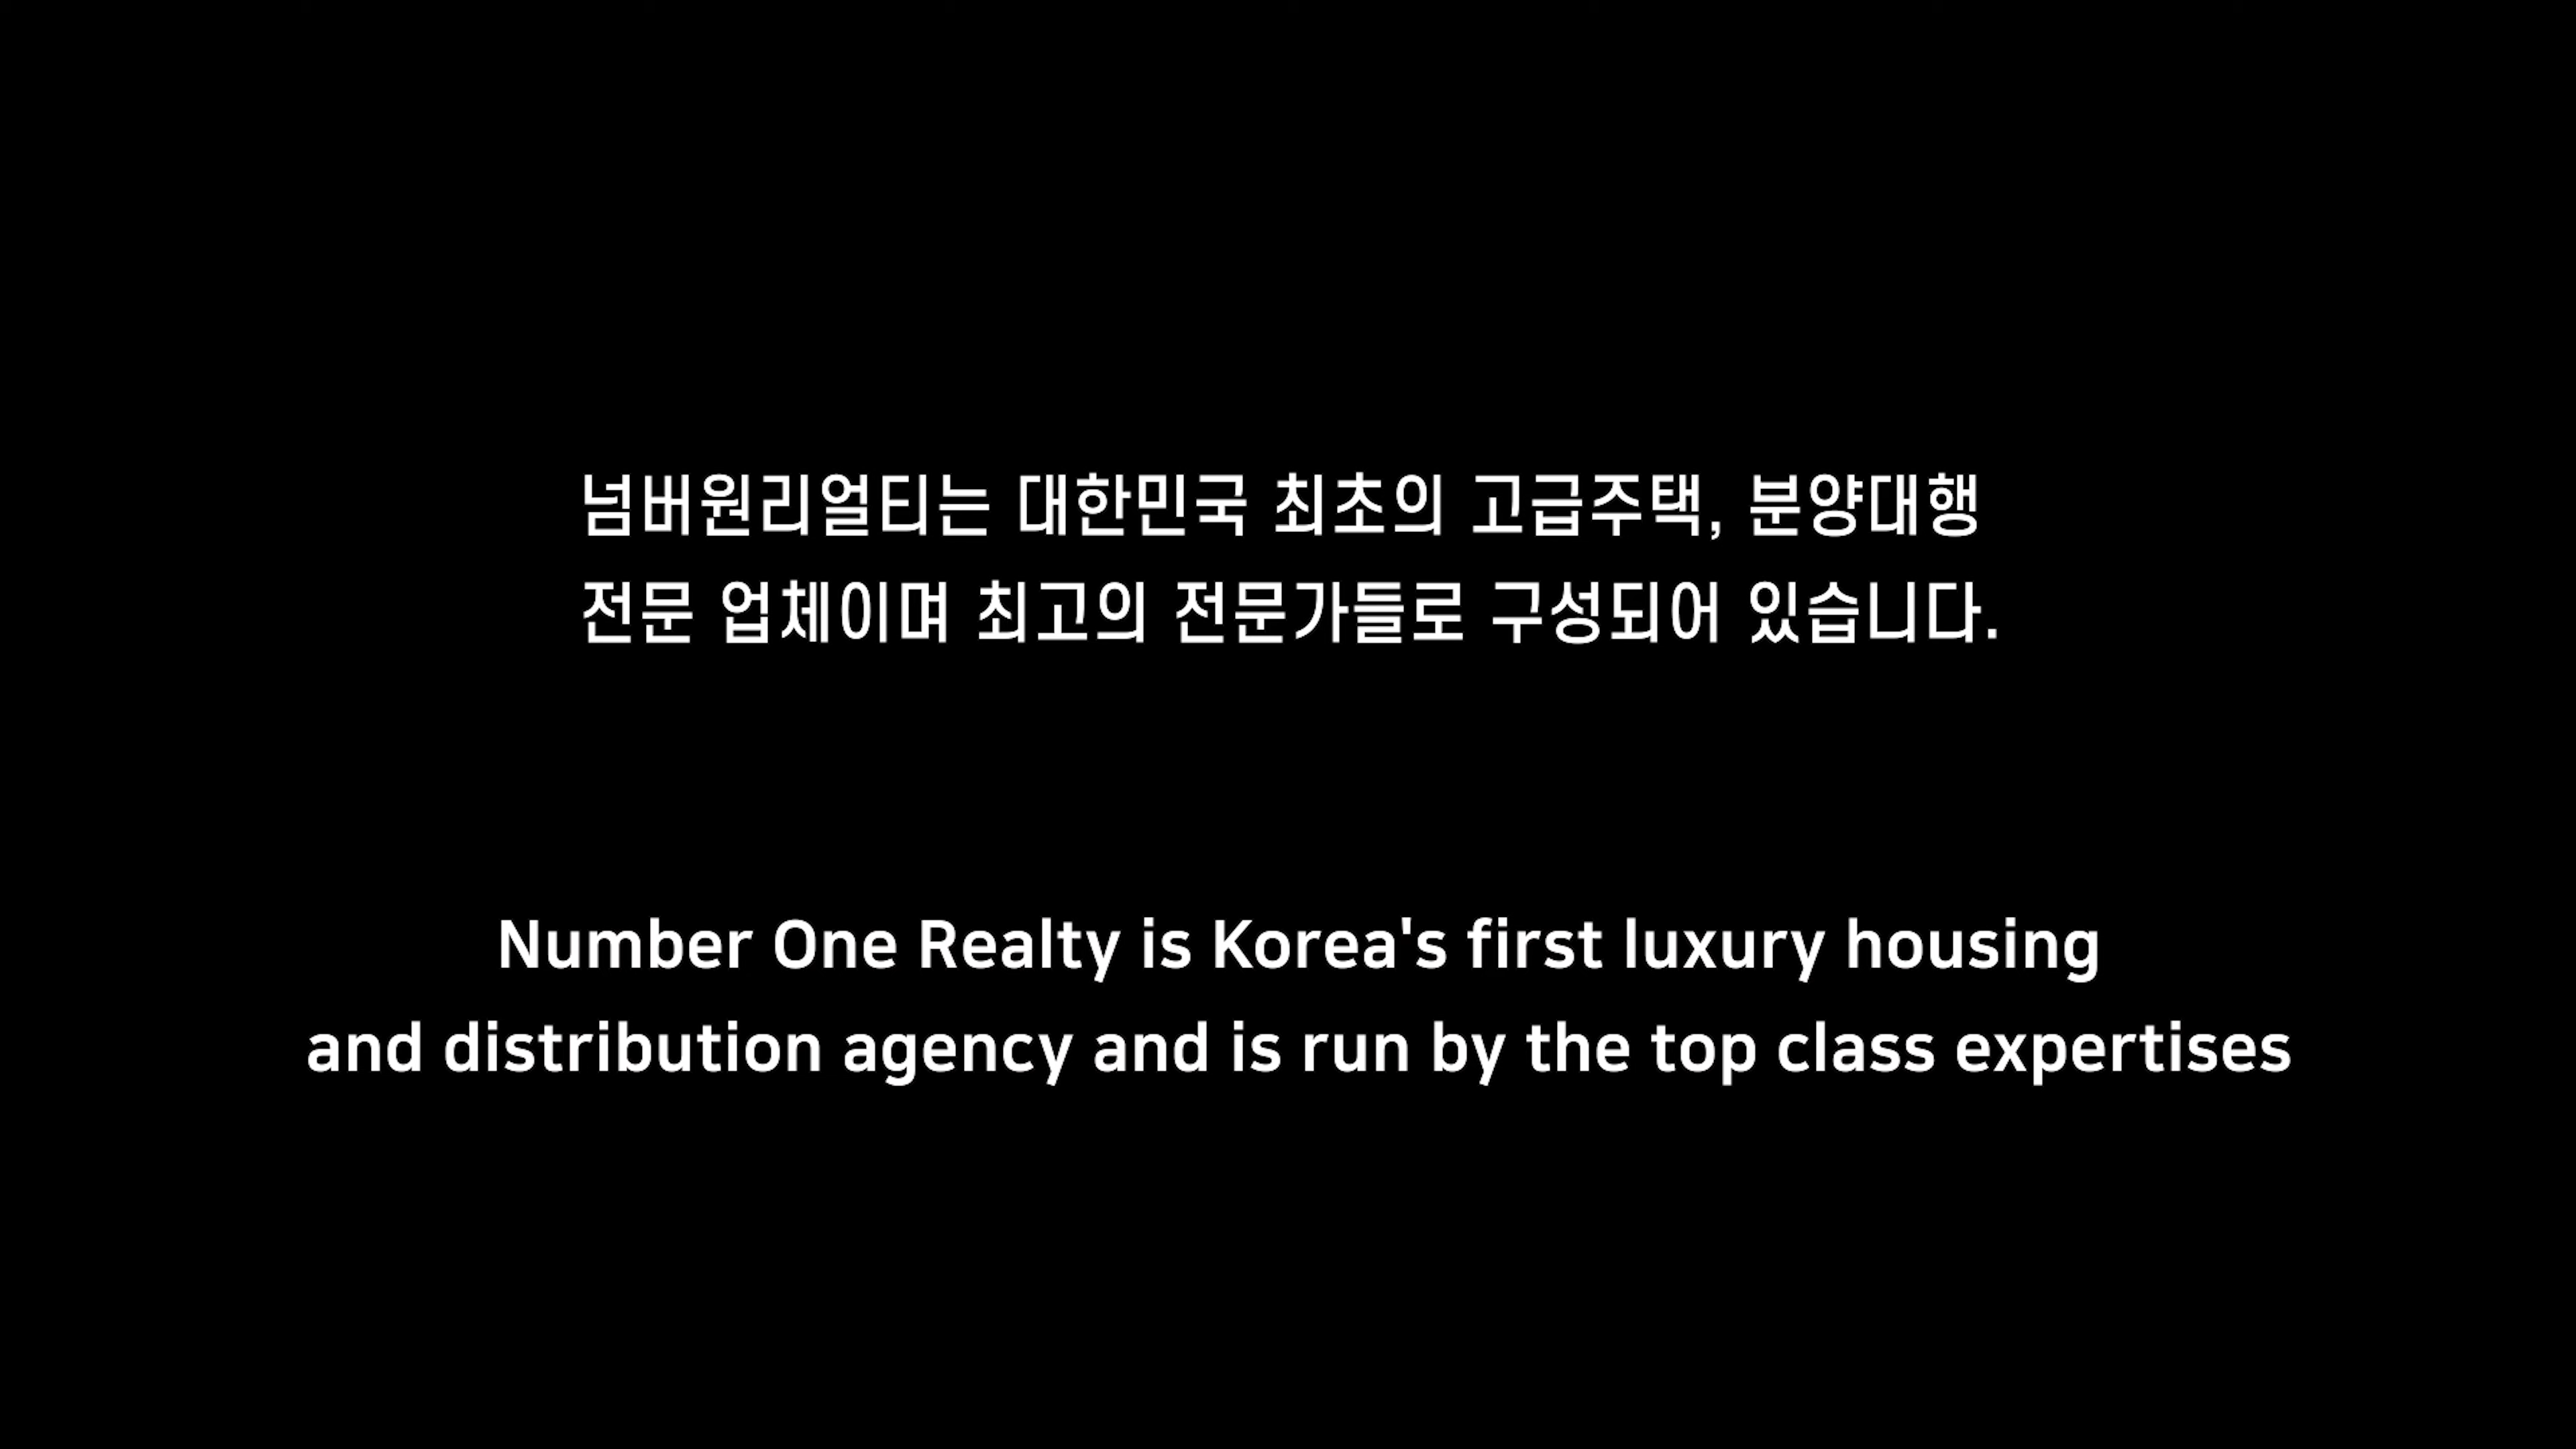 넘버원리얼티는 대한민국 최초의 고급주택, 분양대행
전문 업체이며 최고의 전문가들로 구성되어 있습니다.
Number One Realty is Korea's first luxury housing
and distribution agency and is run by the top class expertises